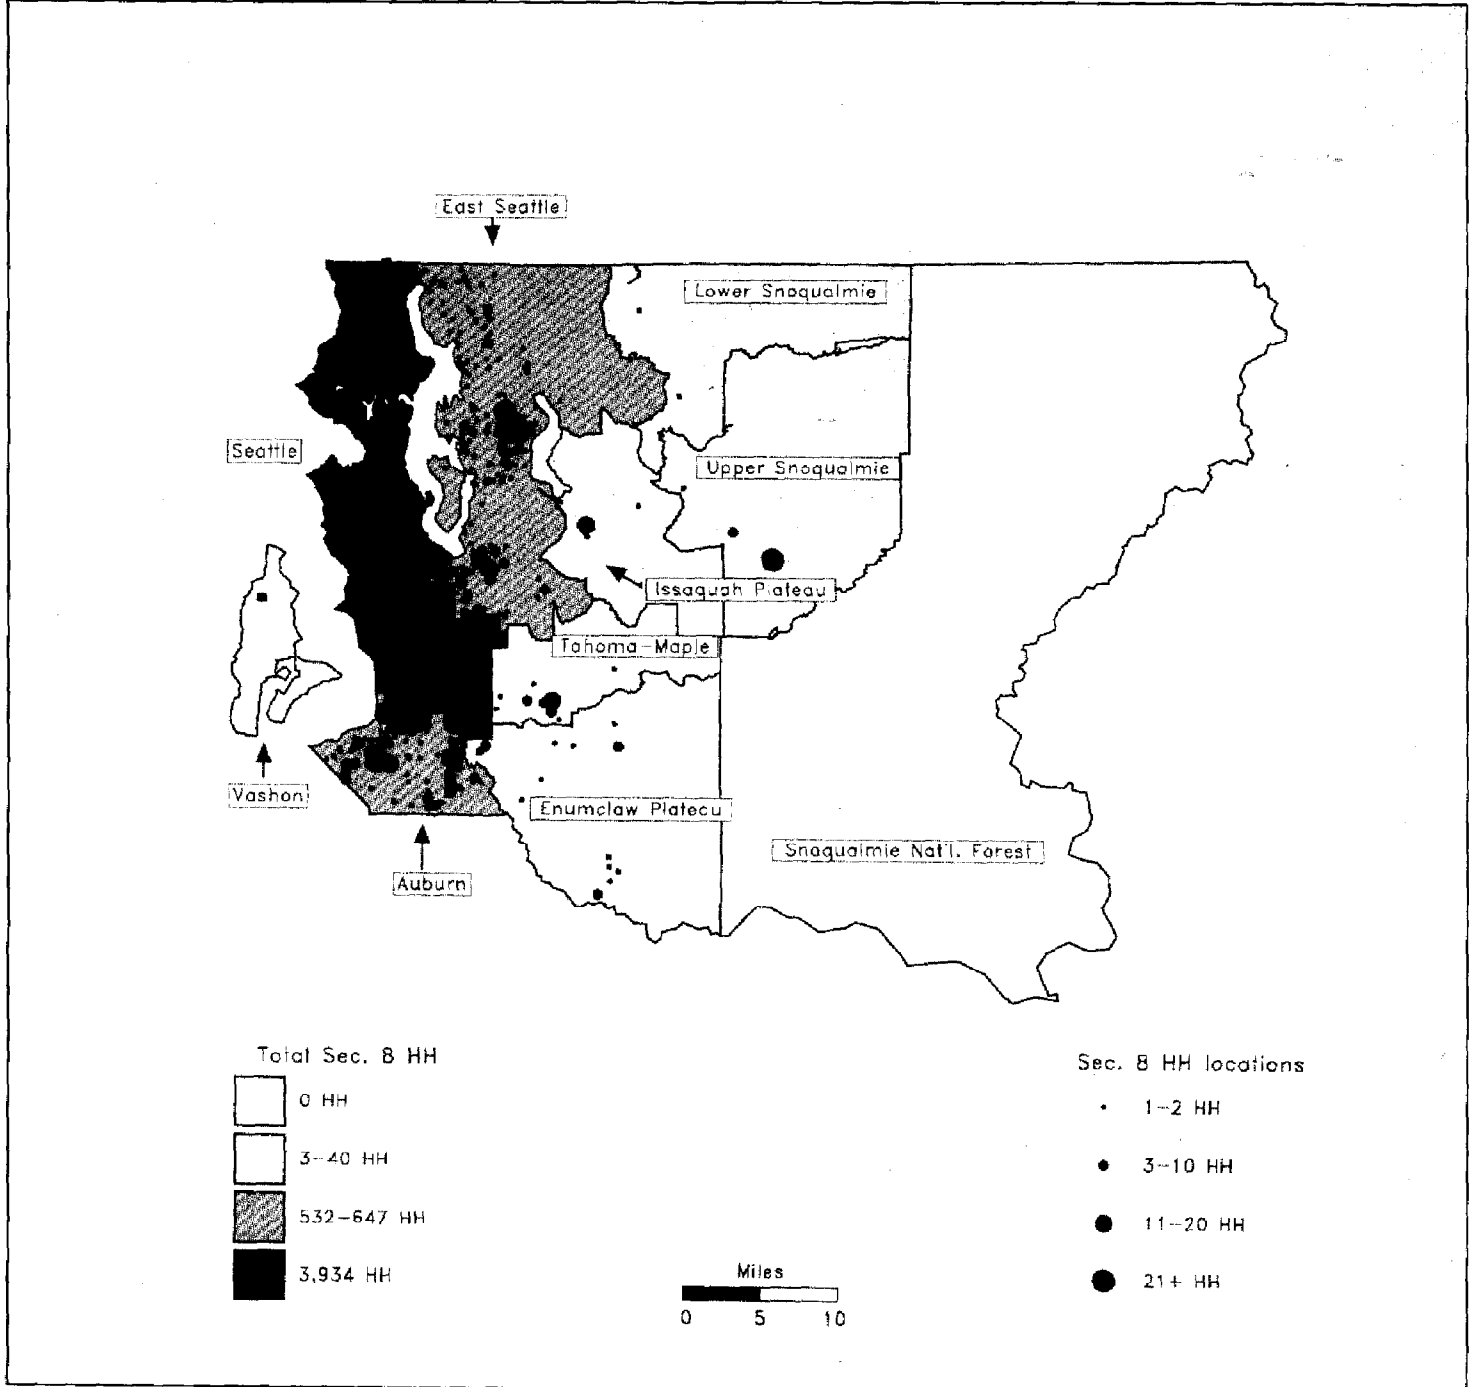 East Seattle
Lower Snoqualmie
Seattle
Upper Snoqualmie
Issaquah Plateau
Tahoma-Maple
Vashon
Enumclaw Plateau
Snoqualmie Nat'l. Forest
Auburn
Total Sec. 8 HH
0 HH
3-40 HH
532-647 HH
3,934 HH
Sec. 8 HH locations
1-2 HH
3-10 HH
11-20 HH
21+ HH
Miles
0 5 10